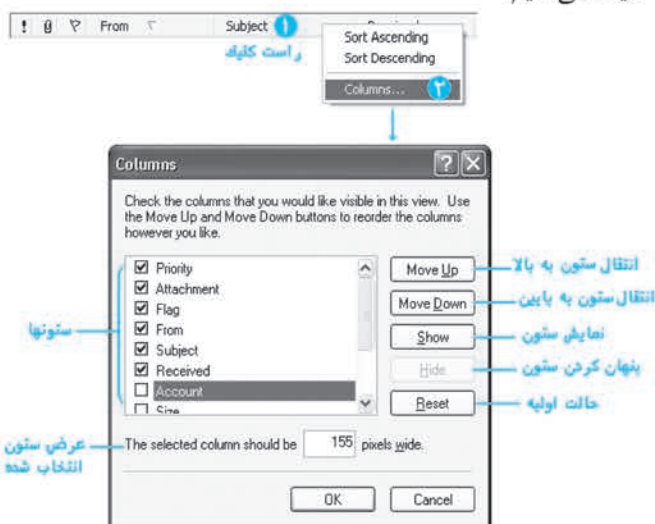 ! From Subject ۱
راست کلیک
Sort Ascending
Sort Descending
Columns... ۲
Columns
Check the columns that you would like visible in this view. Use
the Move Up and Move Down buttons to reorder the columns
however you like.
Priority
Attachment
Flag
From
Subject
Received
Account
Size
ستونها
Move Up
انتقال ستون به بالا
Move Down
انتقال ستون به پایین
Show
نمایش ستون
Hide
پنهان کردن ستون
Reset
حالت اولیه
The selected column should be 155 pixels wide.
عرض ستون
انتخاب شده
OK Cancel